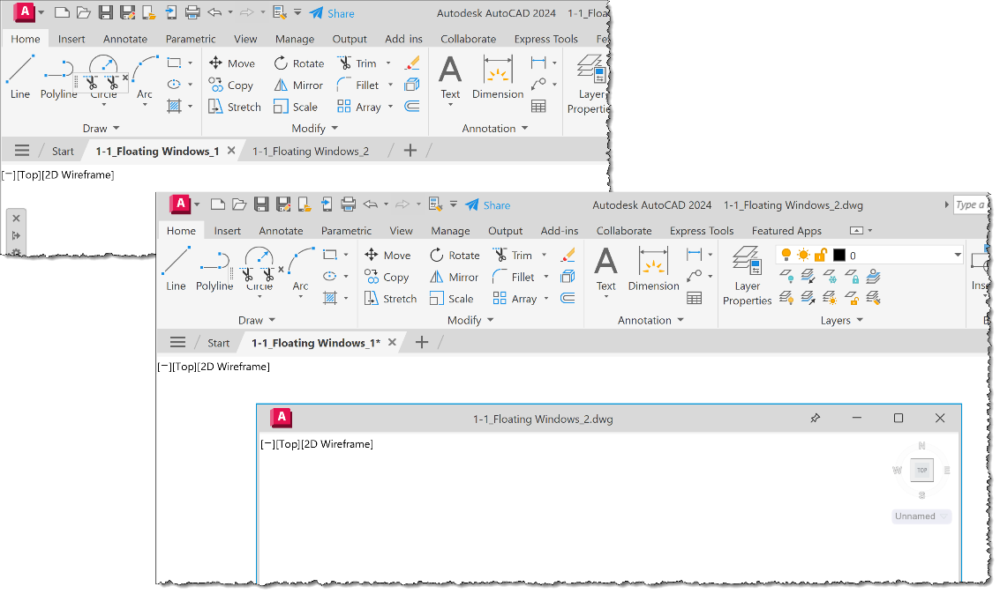 A Share Autodesk AutoCAD 2024 1-1_Floa
Home Insert Annotate Parametric View Manage Output Add ins Collaborate Express Tools Fe
Move Rotate Trim
Line Polyline Circle Arc Copy Mirror Fillet Text Dimension Layer
Stretch Scale Array Properties
Draw Modify Annotation
Start 1-1_Floating Windows_1 1-1_Floating Windows_2
[−][Top][2D Wireframe]
A Share Autodesk AutoCAD 2024 1-1_Floating Windows_2.dwg Type a
Home Insert Annotate Parametric View Manage Output Add-ins Collaborate Express Tools Featured Apps
Move Rotate Trim 0
Line Polyline Circle Arc Copy Mirror Fillet Text Dimension Layer Inse
Stretch Scale Array Properties
Draw Modify Annotation Layers
Start 1-1_Floating Windows_1*
[−][Top][2D Wireframe]
A 1-1_Floating Windows_2.dwg
[−][Top][2D Wireframe]
N
W TOP E
S
Unnamed